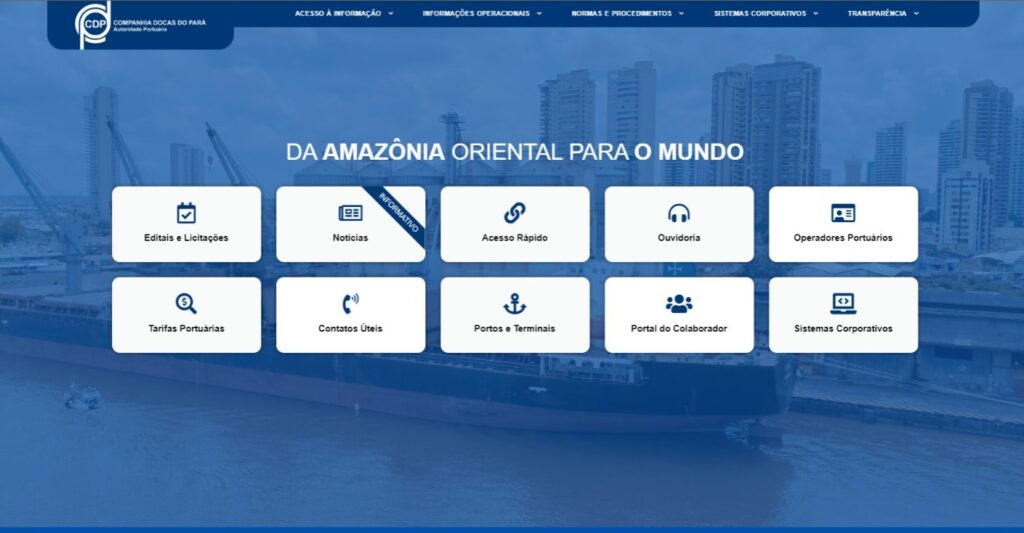 CDP
COMPANHIA DOCAS DO PARÁ
Autoridade Portuária
ACESSO À INFORMAÇÃO
INFORMAÇÕES OPERACIONAIS
NORMAS E PROCEDIMENTOS
SISTEMAS CORPORATIVOS
TRANSPARÊNCIA
DA AMAZÔNIA ORIENTAL PARA O MUNDO
Editais e Licitações
Notícias
INFORMATIVO
Acesso Rápido
Ouvidoria
Operadores Portuários
Tarifas Portuárias
Contatos Úteis
Portos e Terminais
Portal do Colaborador
Sistemas Corporativos